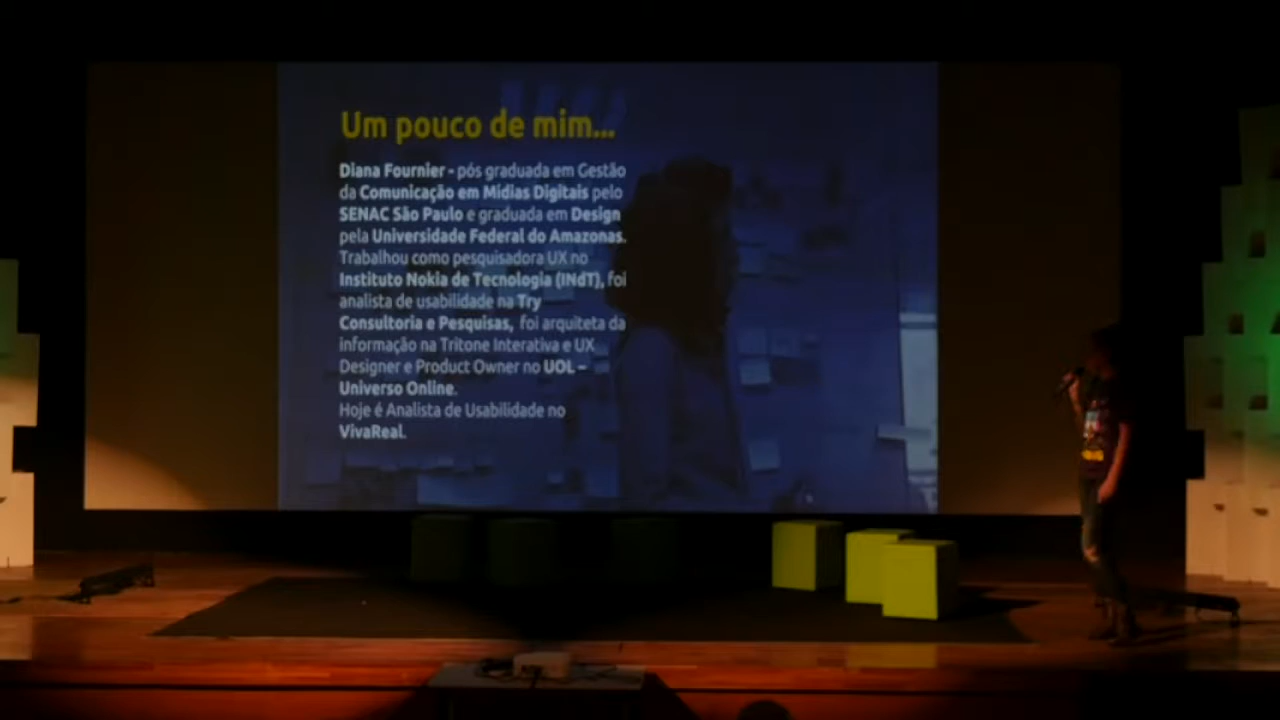 Um pouco de mim...
Diana Fournier - pós graduada em Gestão
da Comunicação em Mídias Digitais pelo
SENAC São Paulo e graduada em Design
pela Universidade Federal do Amazonas.
Trabalhou como pesquisadora UX no
Instituto Nokia de Tecnologia (INdT), foi
analista de usabilidade na Try
Consultoria e Pesquisas, foi arquiteta da
informação na Tritone Interativa e UX
Designer e Product Owner no UOL –
Universo Online.
Hoje é Analista de Usabilidade no
VivaReal.